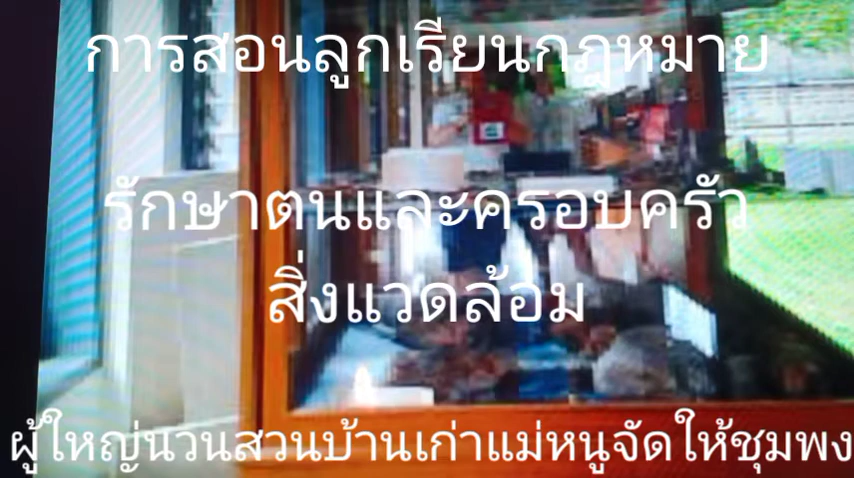 การสอนลูกเรียนกฎหมาย
รักษาตนและครอบครัว
สิ่งแวดล้อม
ผู้ใหญ่นวนสวนบ้านเก่าแม่หนูจัดให้ชุมพง